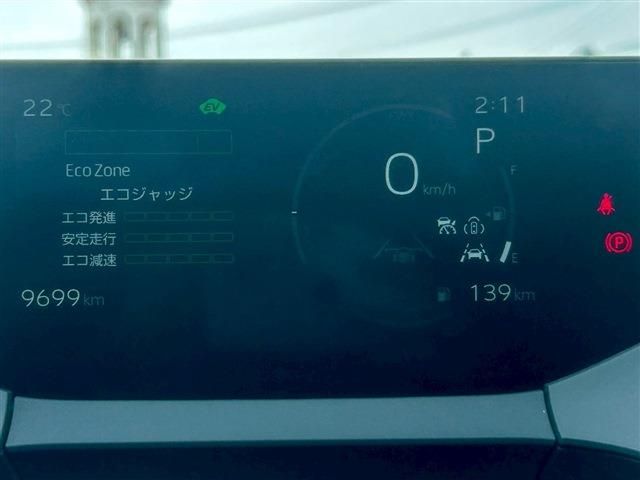 22℃ EV 2:11
P
Eco Zone
0 km/h
F
エコジャッジ
エコ発進
安定走行
エコ減速
E
(P)
9699 km
139 km